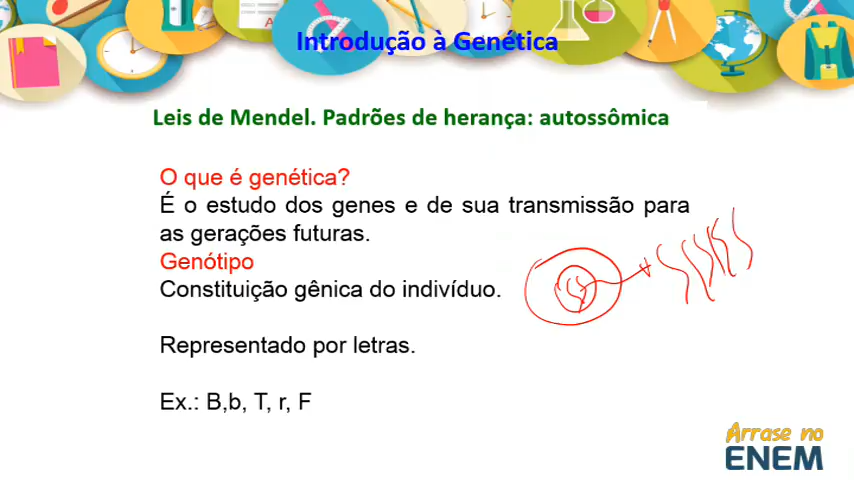 Introdução à Genética
Leis de Mendel. Padrões de herança: autossômica
O que é genética?
É o estudo dos genes e de sua transmissão para
as gerações futuras.
Genótipo
Constituição gênica do indivíduo.
Representado por letras.
Ex.: B,b, T, r, F
Arrase no
ENEM